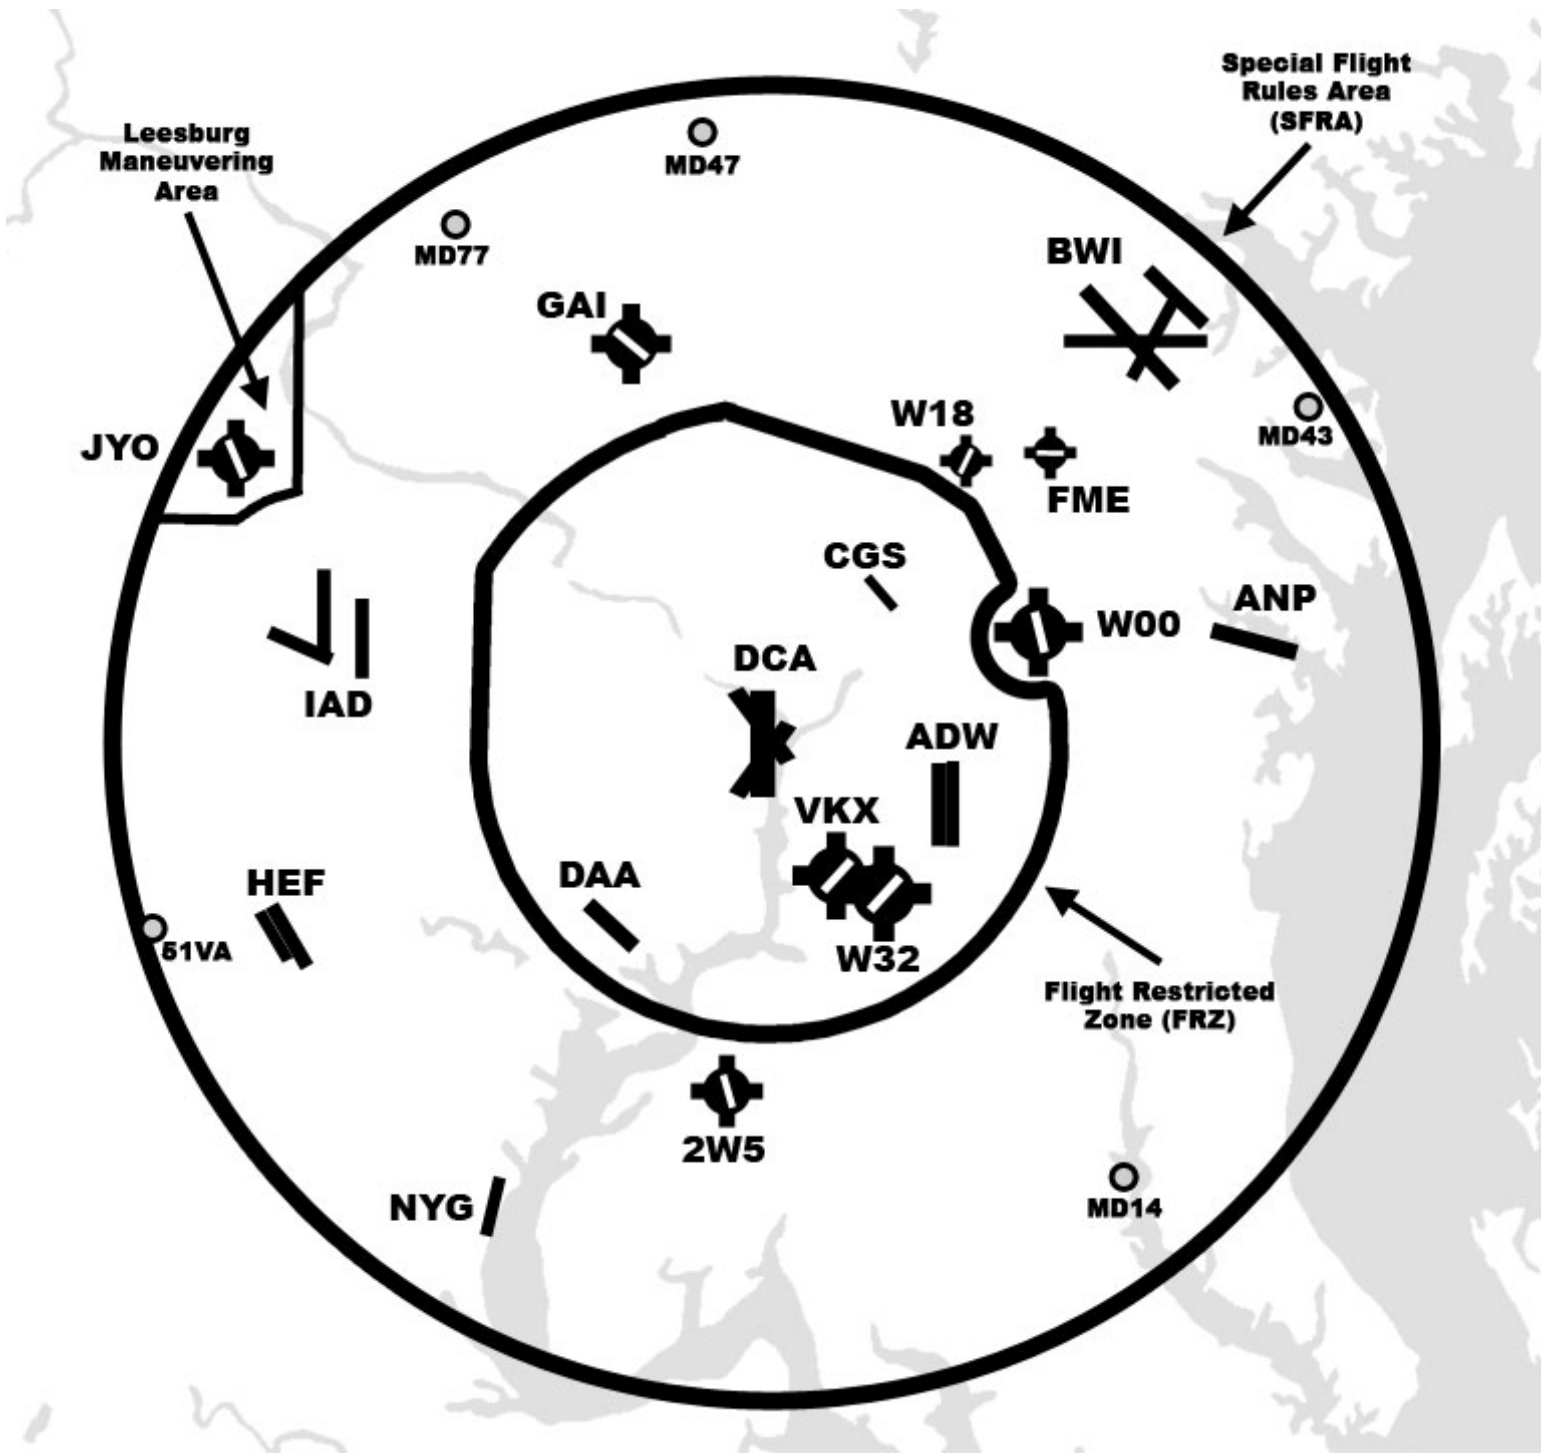 Special Flight
Rules Area
(SFRA)
Leesburg
Maneuvering
Area
MD47
MD77
BWI
GAI
W18
MD43
JYO
FME
CGS
ANP
W00
DCA
IAD
ADW
VKX
DAA
HEF
51VA
W32
Flight Restricted
Zone (FRZ)
2W5
NYG
MD14